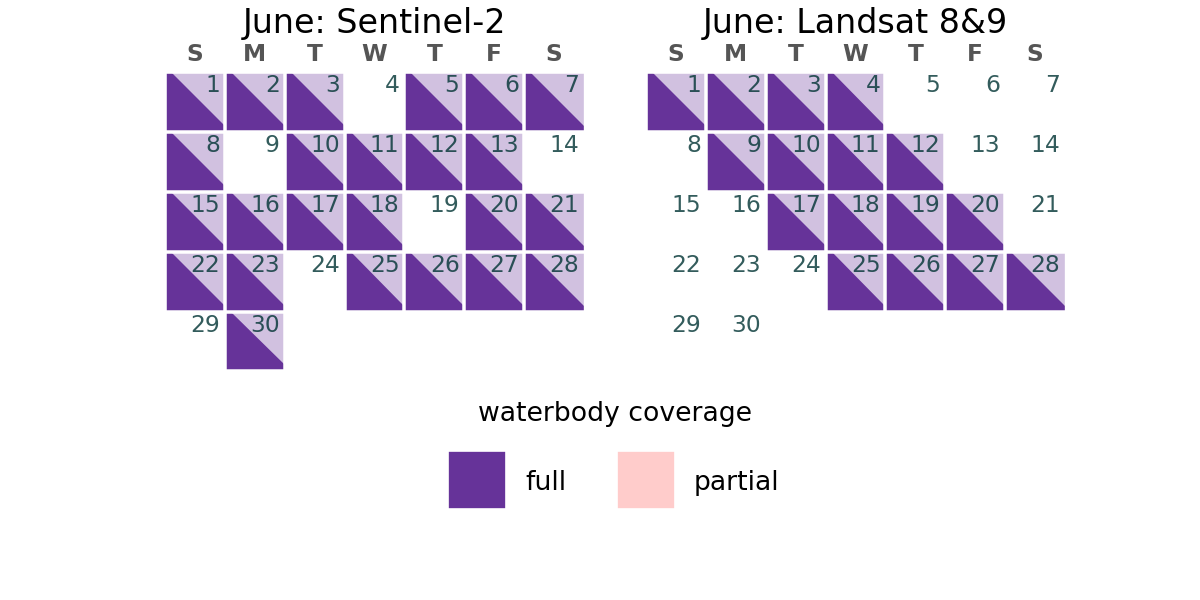 June: Sentinel-2
S M T W T F S
1 2 3 4 5 6 7
8 9 10 11 12 13 14
15 16 17 18 19 20 21
22 23 24 25 26 27 28
29 30
June: Landsat 8&9
S M T W T F S
1 2 3 4 5 6 7
8 9 10 11 12 13 14
15 16 17 18 19 20 21
22 23 24 25 26 27 28
29 30
waterbody coverage
full partial